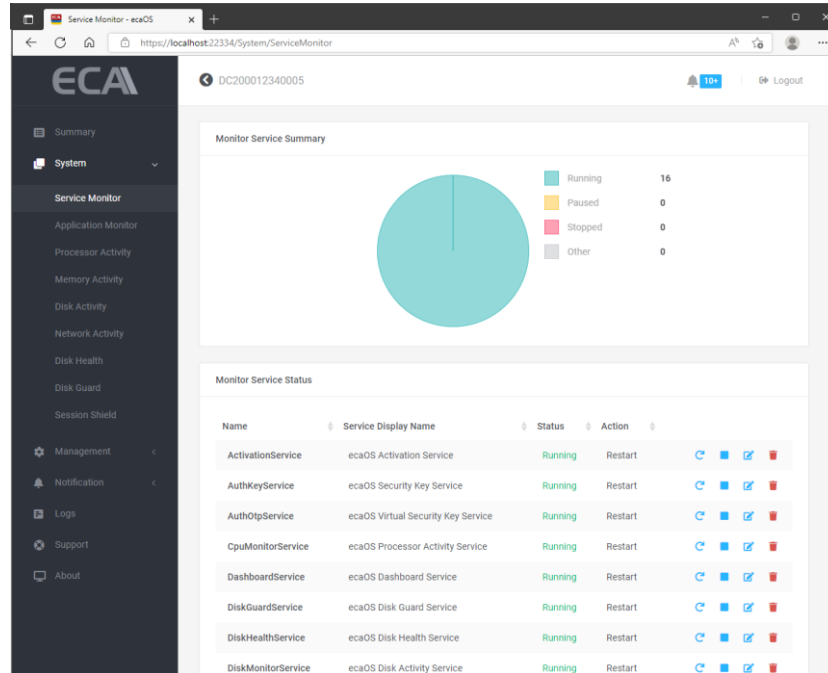 Service Monitor - ecaOS
https://localhost:22334/System/ServiceMonitor
ECA
DC200012340005
10+
Logout
Summary
System
Service Monitor
Application Monitor
Processor Activity
Memory Activity
Disk Activity
Network Activity
Disk Health
Disk Guard
Session Shield
Management
Notification
Logs
Support
About
Monitor Service Summary
Running 16
Paused 0
Stopped 0
Other 0
Monitor Service Status
Name Service Display Name Status Action
ActivationService ecaOS Activation Service Running Restart
AuthKeyService ecaOS Security Key Service Running Restart
AuthOtpService ecaOS Virtual Security Key Service Running Restart
CpuMonitorService ecaOS Processor Activity Service Running Restart
DashboardService ecaOS Dashboard Service Running Restart
DiskGuardService ecaOS Disk Guard Service Running Restart
DiskHealthService ecaOS Disk Health Service Running Restart
DiskMonitorService ecaOS Disk Activity Service Running Restart